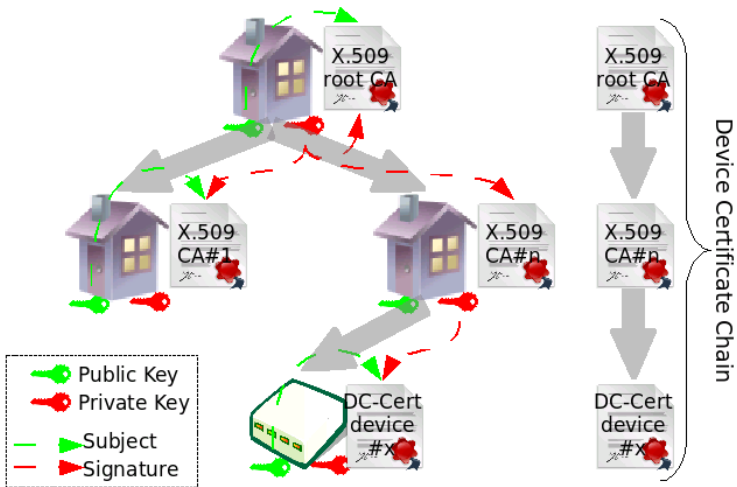 X.509
root CA
X.509
root CA
X.509
CA#1
X.509
CA#n
X.509
CA#n
DC-Cert
device
#x
DC-Cert
device
#x
Device Certificate Chain
Public Key
Private Key
Subject
Signature